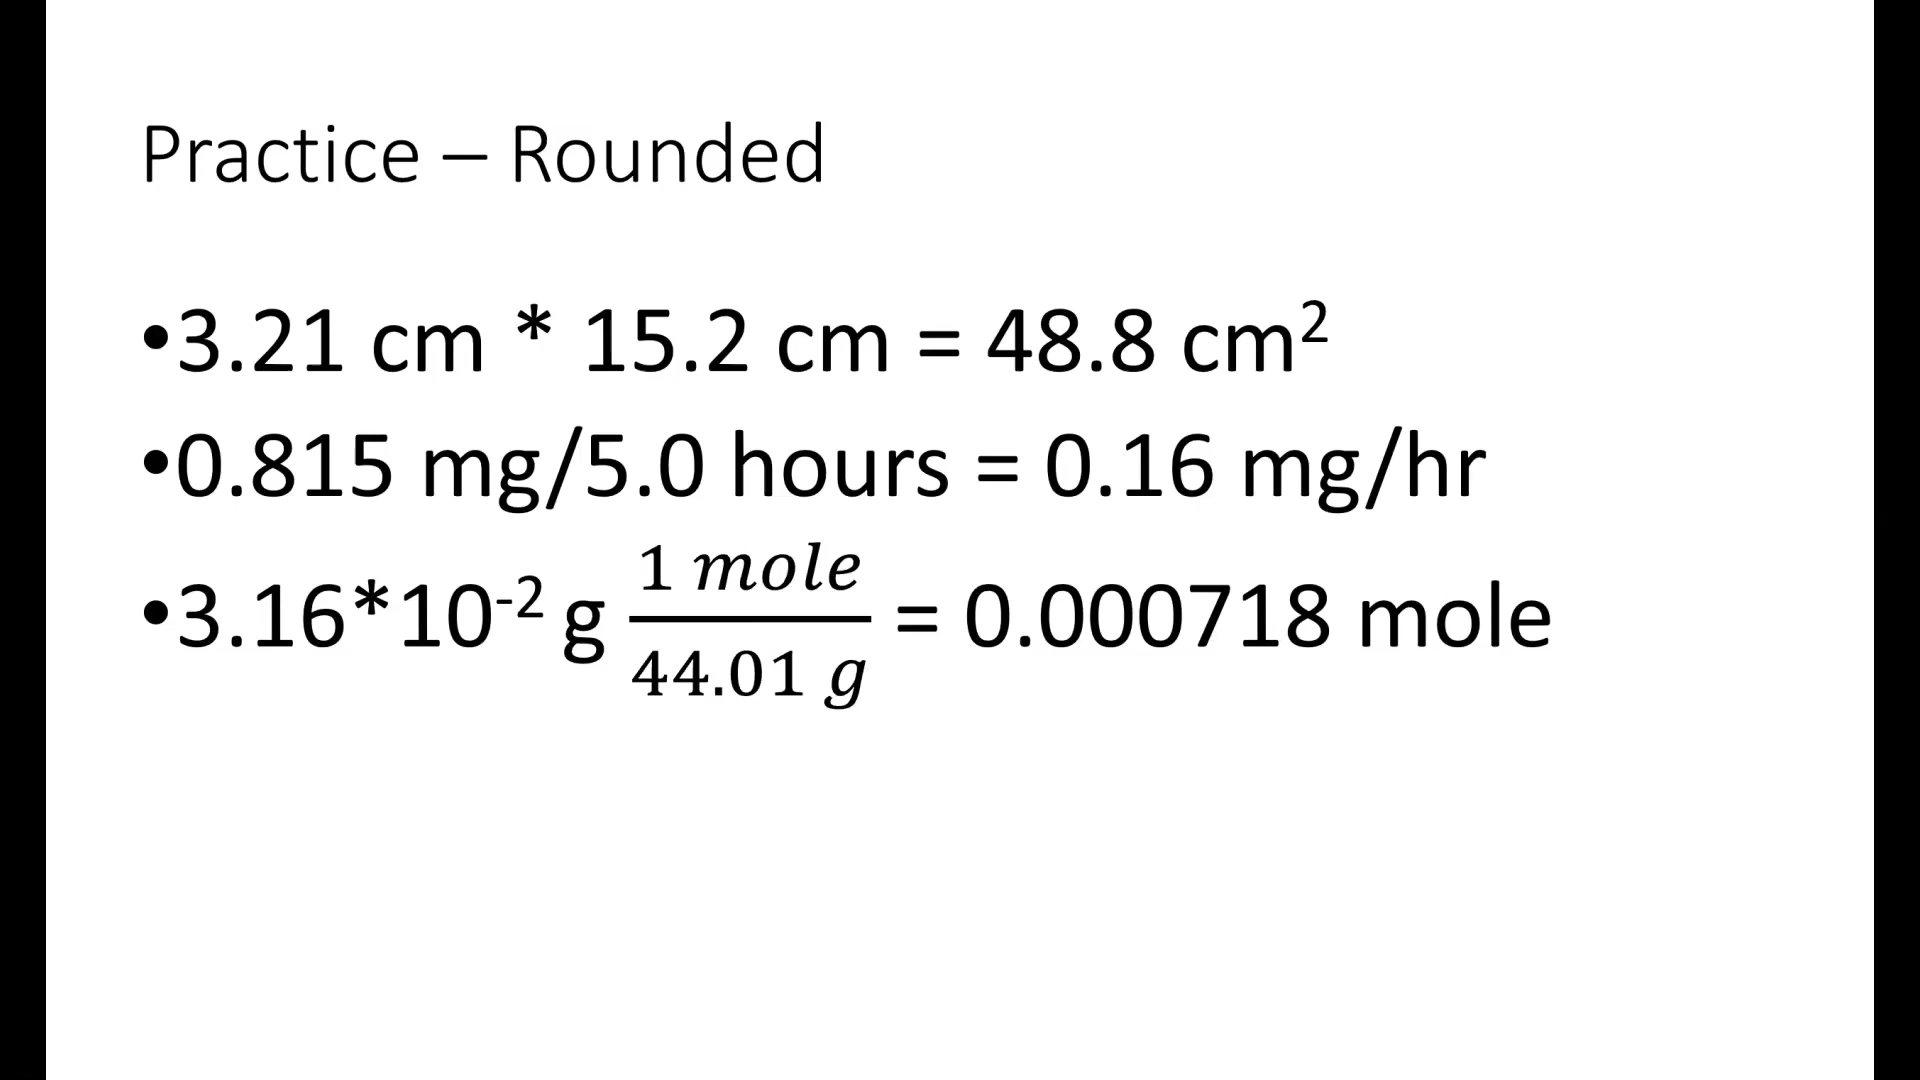 Practice – Rounded
•3.21 cm * 15.2 cm = 48.8 cm²
•0.815 mg/5.0 hours = 0.16 mg/hr
•3.16*10⁻² g \frac{1 mole}{44.01 g} = 0.000718 mole